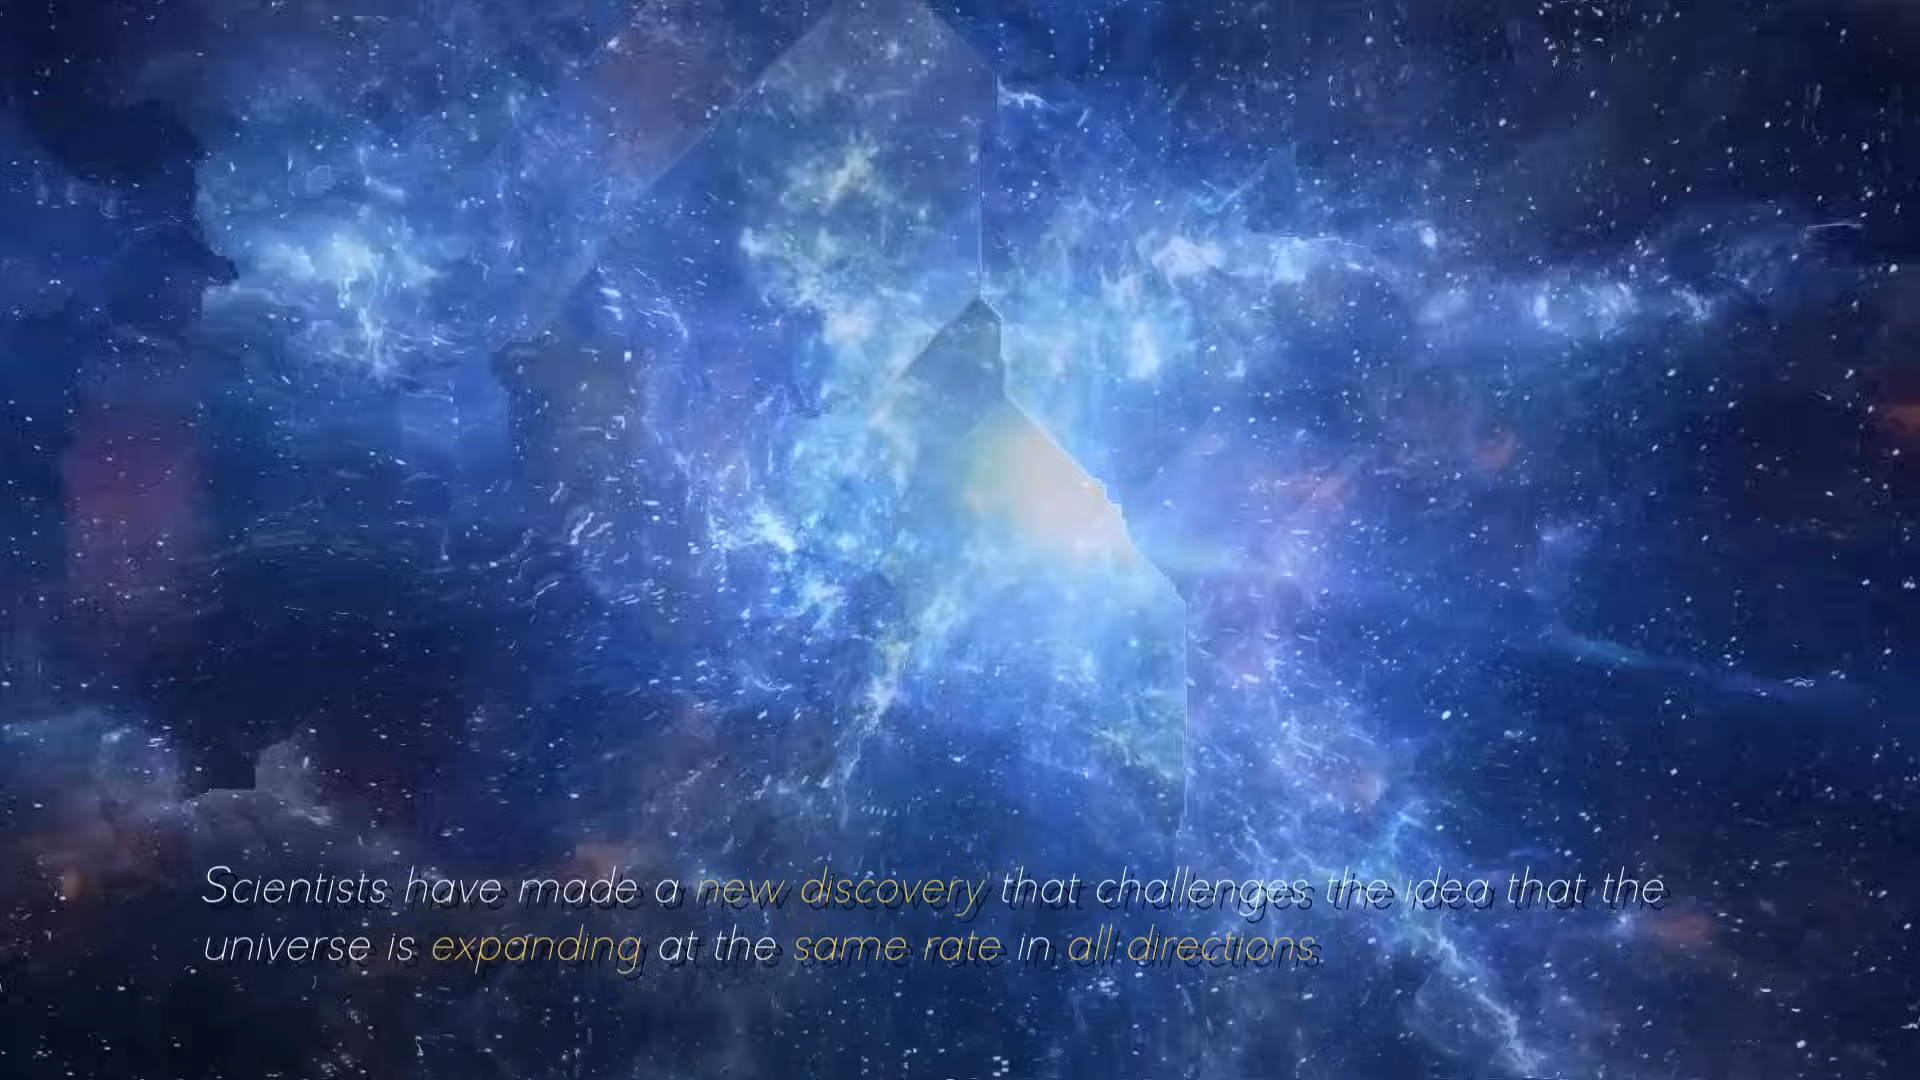 Scientists have made a new discovery that challenges the idea that the
universe is expanding at the same rate in all directions.